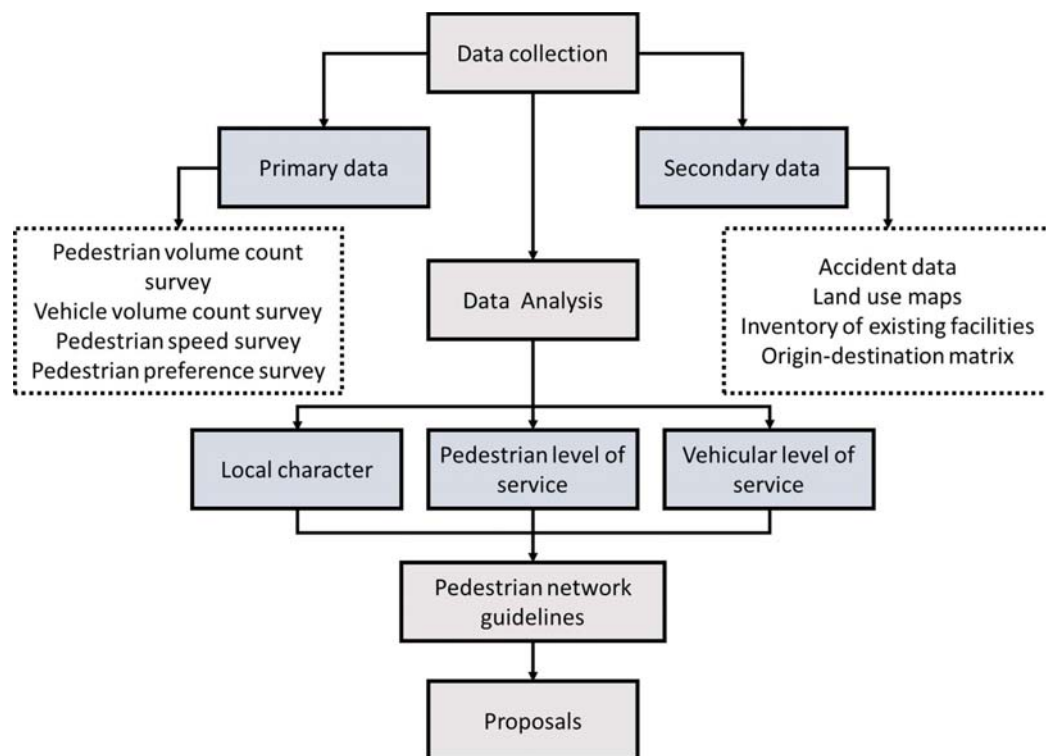 Data collection
Primary data
Secondary data
Pedestrian volume count
survey
Vehicle volume count survey
Pedestrian speed survey
Pedestrian preference survey
Accident data
Land use maps
Inventory of existing facilities
Origin-destination matrix
Data Analysis
Local character
Pedestrian level of
service
Vehicular level of
service
Pedestrian network
guidelines
Proposals